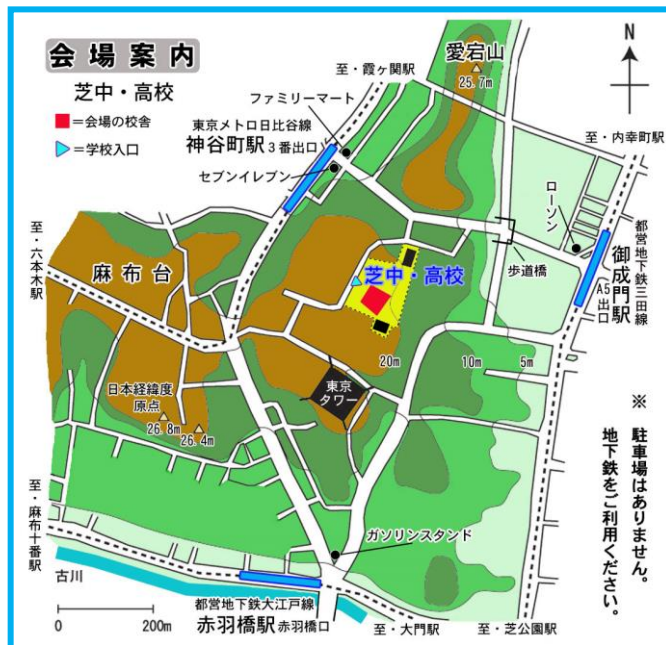 会場案内
芝中・高校
＝会場の校舎
＝学校入口
至・霞ヶ関駅
愛宕山
25.7m
N
ファミリーマート
東京メトロ日比谷線
神谷町駅 3番出口
セブンイレブン
至・内幸町駅
ローソン
都営地下鉄三田線
御成門駅
A5出口
歩道橋
至・六本木駅
麻布台
芝中・高校
20m
10m
5m
東京
タワー
日本経緯度
原点
26.8m
26.4m
※ 駐車場はありません。
地下鉄をご利用ください。
至・麻布十番駅
古川
ガソリンスタンド
0 200m
都営地下鉄大江戸線
赤羽橋駅 赤羽橋口
至・大門駅
至・芝公園駅